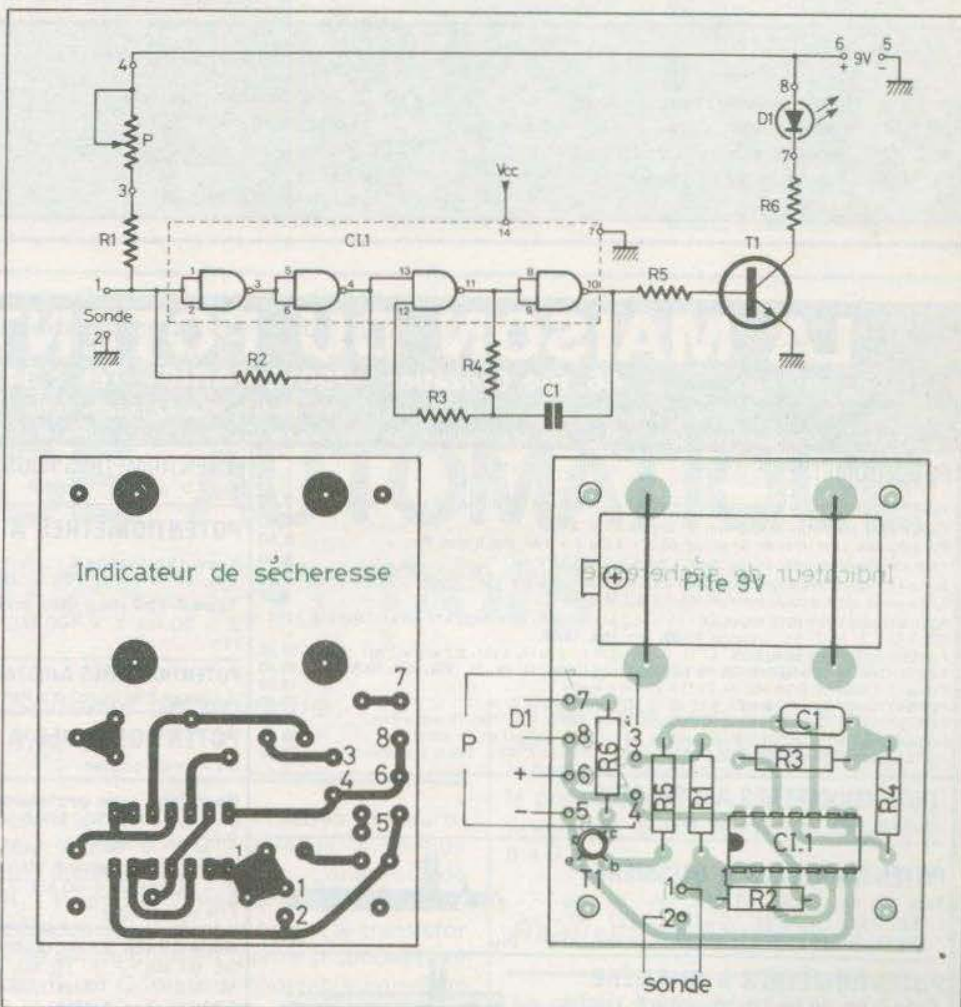 6 5
+ 9V -
4
8
P
D1
3
7
Vcc
R6
14
7
R1
CI.1
T1
1
1 3 5 4 13 11 8 10
R5
2 6 12 9
Sonde
2
R4
R2
R3
C1
Indicateur de sécheresse
7
8
3
4
6
5
1
1
2
Pile 9V
+
7
D1
8
3
C1
P
R6
R3
+
6
R5
R1
R4
4
-
5
CI.1
c
b
T1
1
1
R2
2
sonde
POTENTIOMETRES A